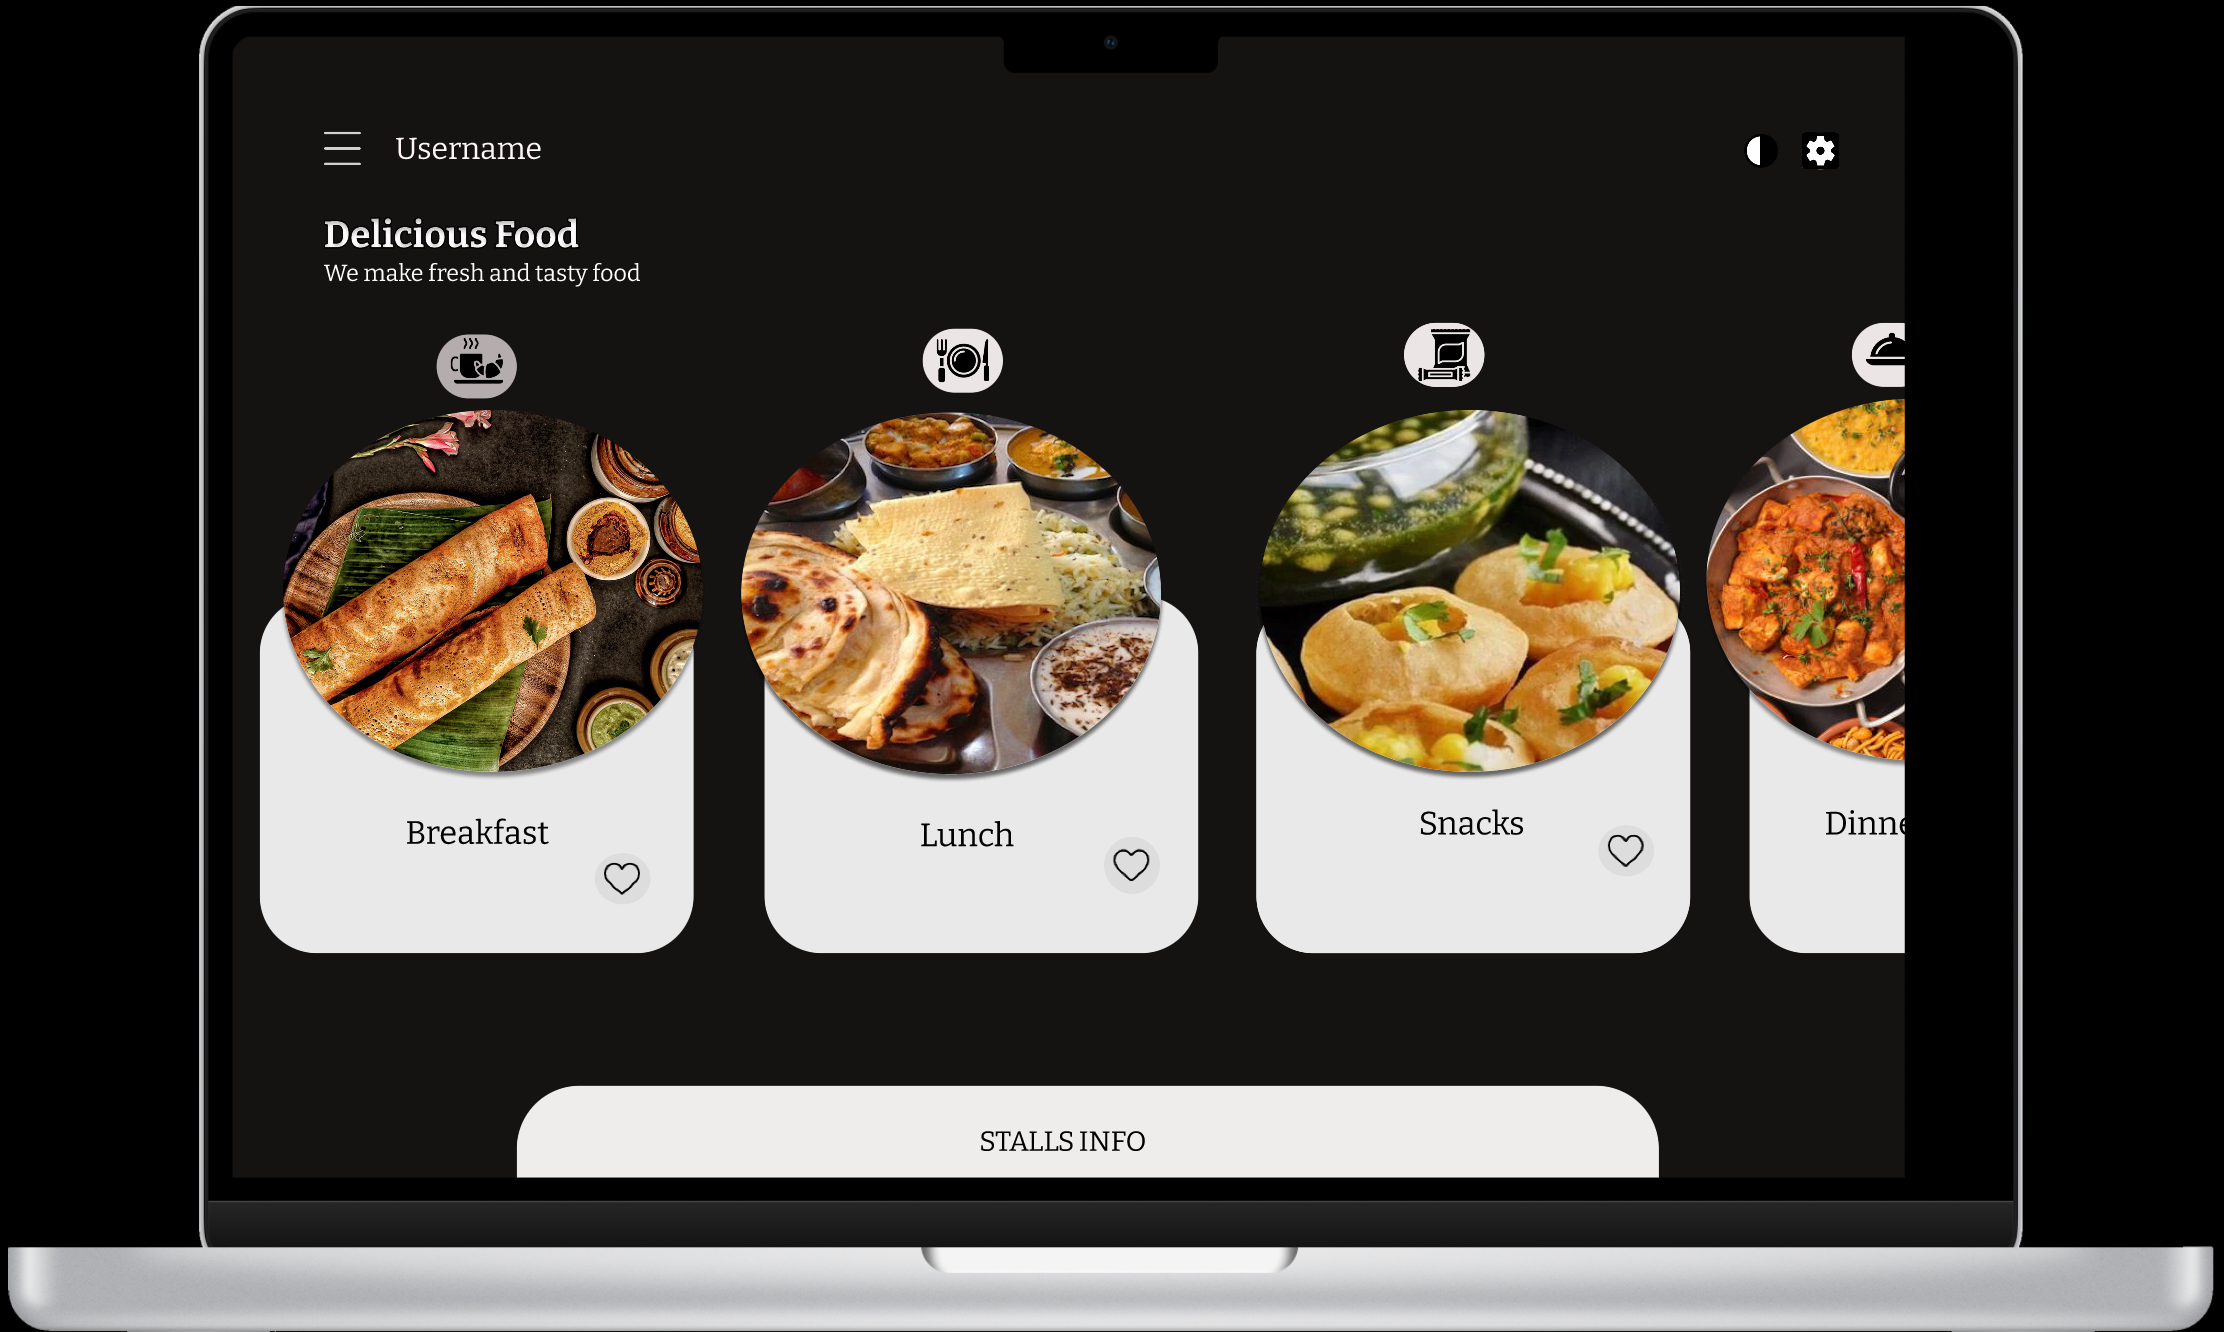 Username
Delicious Food
We make fresh and tasty food
Breakfast
Lunch
Snacks
Dinne
STALLS INFO